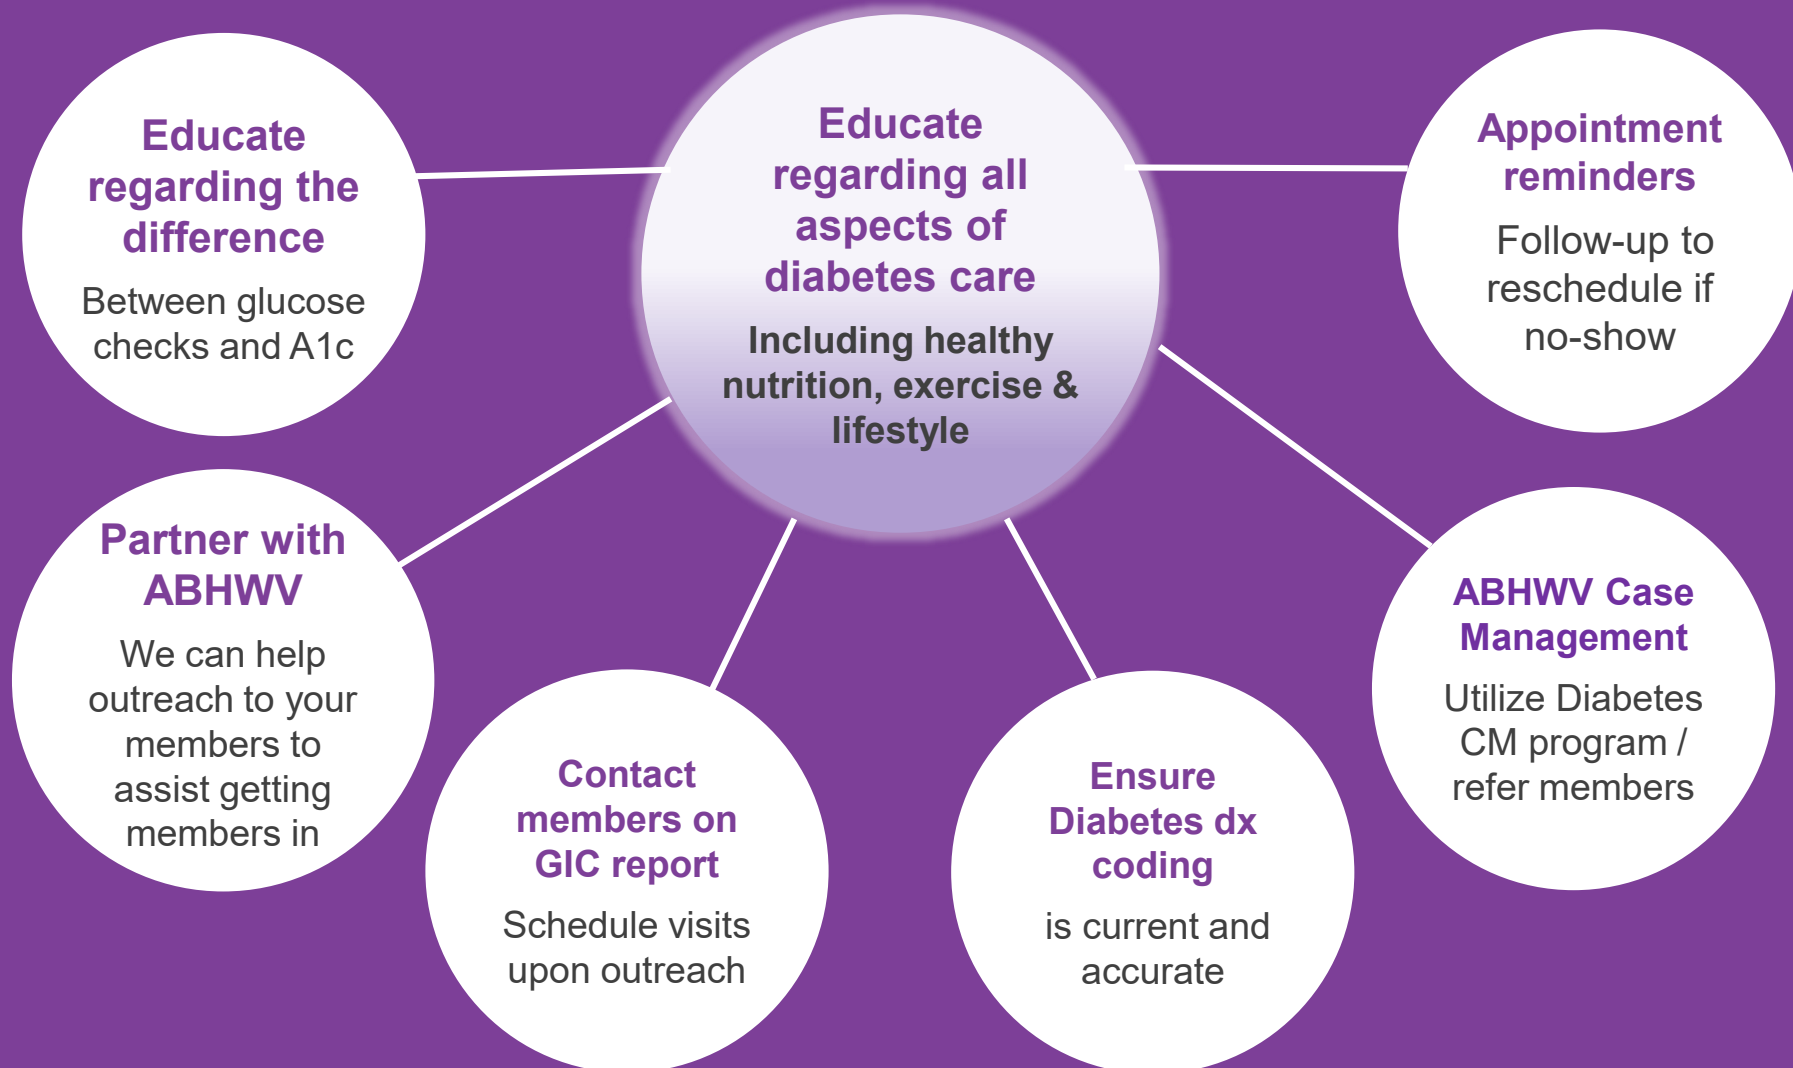 Educate
regarding the
difference
Between glucose
checks and A1c
Educate
regarding all
aspects of
diabetes care
Including healthy
nutrition, exercise &
lifestyle
Appointment
reminders
Follow-up to
reschedule if
no-show
Partner with
ABHWV
We can help
outreach to your
members to
assist getting
members in
Contact
members on
GIC report
Schedule visits
upon outreach
Ensure
Diabetes dx
coding
is current and
accurate
ABHWV Case
Management
Utilize Diabetes
CM program /
refer members